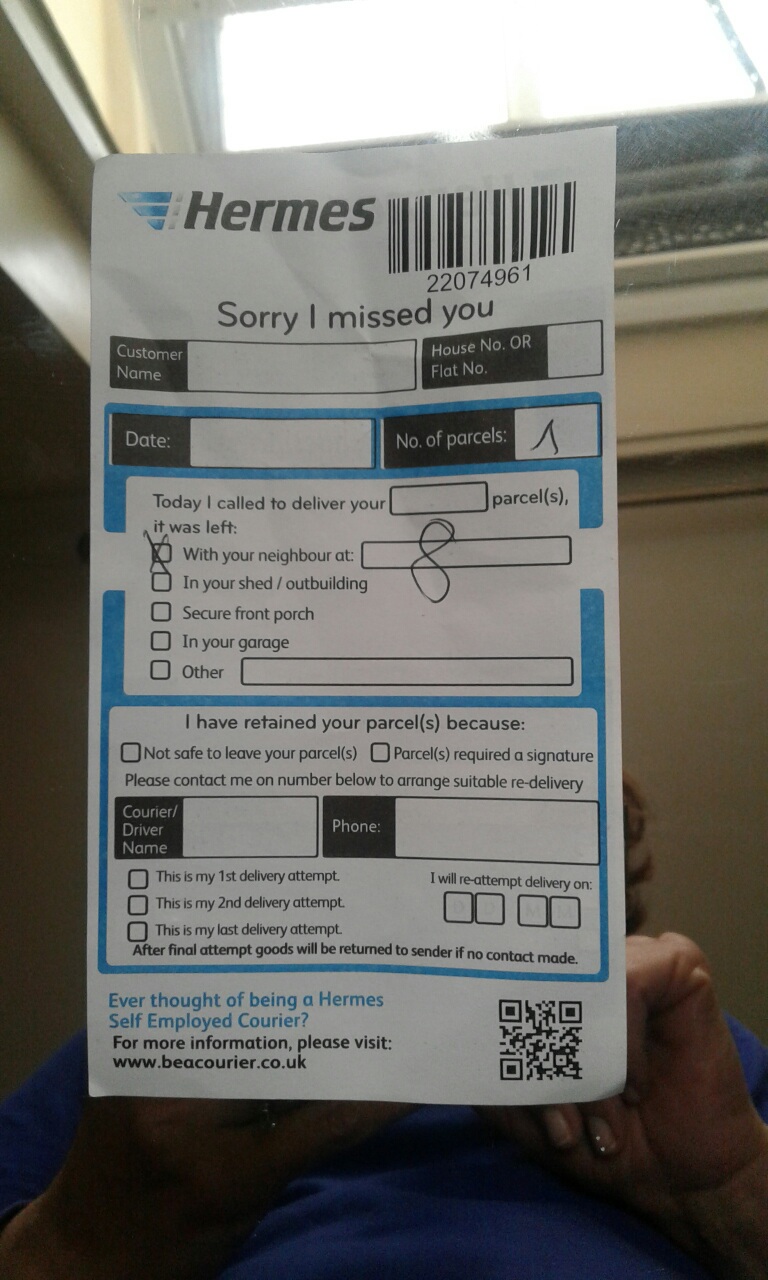 Hermes
22074961
Sorry I missed you
Customer Name
House No. OR Flat No.
Date:
No. of parcels: 1
Today I called to deliver your parcel(s),
it was left:
X With your neighbour at: 8
In your shed / outbuilding
Secure front porch
In your garage
Other
I have retained your parcel(s) because:
Not safe to leave your parcel(s) Parcel(s) required a signature
Please contact me on number below to arrange suitable re-delivery
Courier/ Driver Name
Phone:
This is my 1st delivery attempt.
This is my 2nd delivery attempt.
This is my last delivery attempt.
I will re-attempt delivery on:
D D M M
After final attempt goods will be returned to sender if no contact made.
Ever thought of being a Hermes
Self Employed Courier?
For more information, please visit:
www.beacourier.co.uk